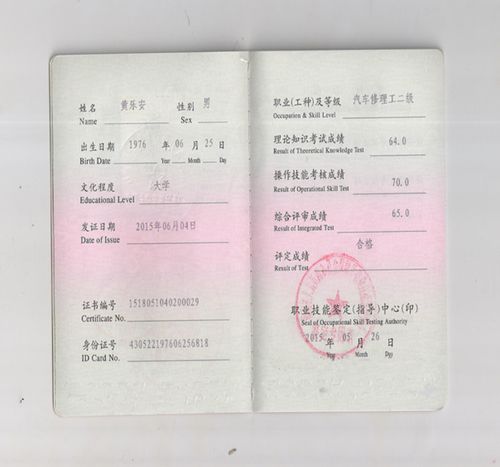 姓名 黄乐安 性别 男
Name Sex
出生日期 1976 年 06 月 25 日
Birth Date Year Month Day
文化程度 大学
Educational Level
发证日期 2015年06月04日
Date of Issue
证书编号 1518051040200029
Certificate No.
身份证号 430522197606256818
ID Card No.
职业(工种)及等级 汽车修理工二级
Occupation & Skill Level
理论知识考试成绩 64.0
Result of Theoretical Knowledge Test
操作技能考核成绩 70.0
Result of Operational Skill Test
综合评审成绩 65.0
Result of Integrated Test
评定成绩 合格
Result of Test
职业技能鉴定(指导)中心(印)
Seal of Occupational Skill Testing Authority
2015 年 05 月 26 日
Year Month Day